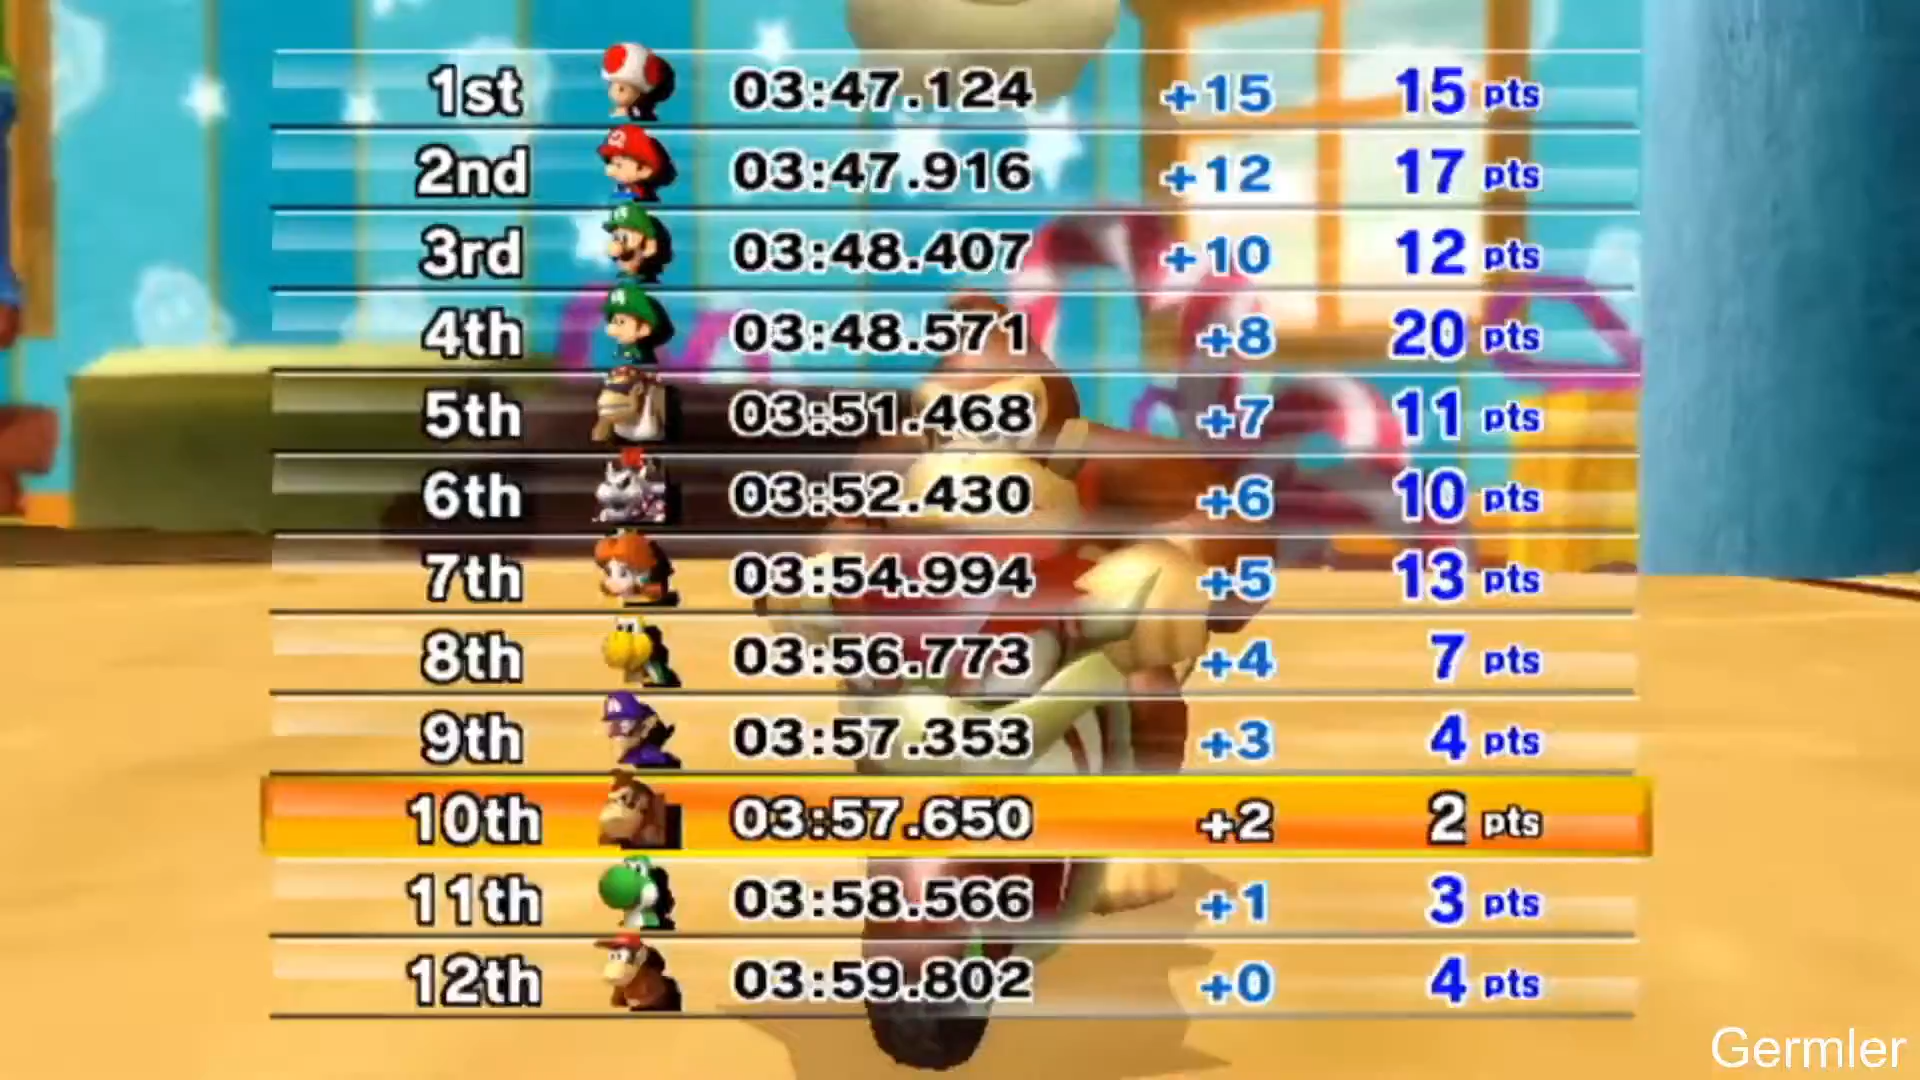 1st 03:47.124 +15 15 pts
2nd 03:47.916 +12 17 pts
3rd 03:48.407 +10 12 pts
4th 03:48.571 +8 20 pts
5th 03:51.468 +7 11 pts
6th 03:52.430 +6 10 pts
7th 03:54.994 +5 13 pts
8th 03:56.773 +4 7 pts
9th 03:57.353 +3 4 pts
10th 03:57.650 +2 2 pts
11th 03:58.566 +1 3 pts
12th 03:59.802 +0 4 pts
Germler